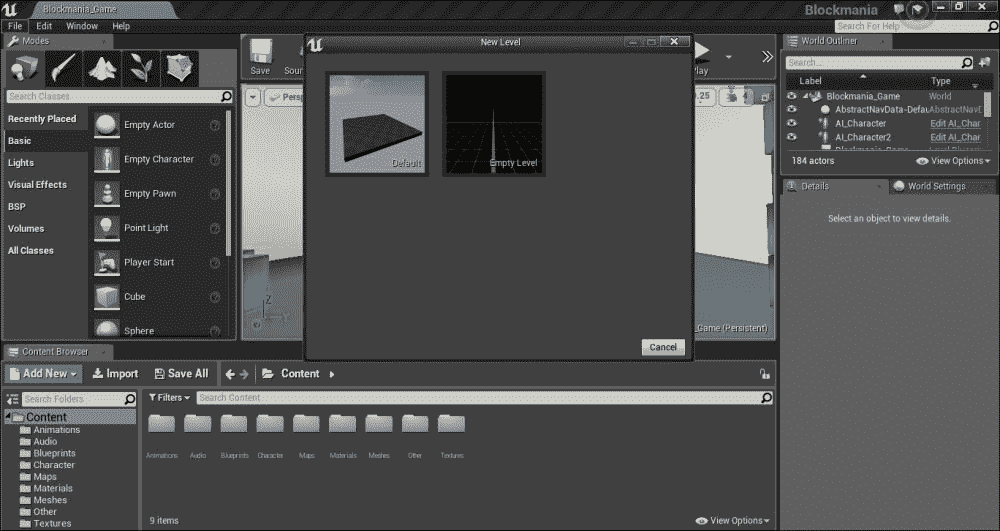 Blockmania_Game
Blockmania
File Edit Window Help
Search For Help
Modes
Search Classes
Recently Placed
Basic
Lights
Visual Effects
BSP
Volumes
All Classes
Empty Actor
Empty Character
Empty Pawn
Point Light
Player Start
Cube
Sphere
Save
Sour
Persp
New Level
Default
Empty Level
Cancel
Play
.25
4
Z
_Game (Persistent)
World Outliner
Search...
Label Type
Blockmania_Game World
AbstractNavData-Defau AbstractNavD
AI_Character Edit AI_Char
AI_Character2 Edit AI_Char
184 actors View Options
Details World Settings
Select an object to view details.
Content Browser
Add New Import Save All Content
Search Folders
Content
Animations
Audio
Blueprints
Character
Maps
Materials
Meshes
Other
Textures
Filters Search Content
Animations Audio Blueprints Character Maps Materials Meshes Other Textures
9 items View Options